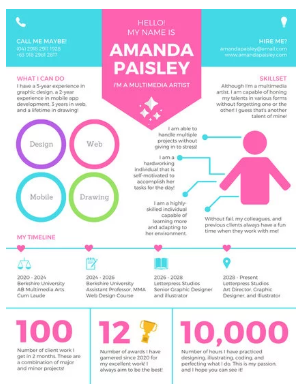 HELLO!
MY NAME IS
AMANDA
PAISLEY
I'M A MULTIMEDIA ARTIST
CALL ME MAYBE!
HIRE ME!
WHAT I CAN DO
I have a 5-year experience in
graphic design, a 2-year
experience in mobile app
development, 3 years in web,
and a lifetime in drawing!
SKILLSET
Although I'm a multimedia
artist, I am capable of honing
my talents in various forms
without forgetting one or the
other! I guess that's another
talent of mine!
Design
Web
Mobile
Drawing
I am able to
handle multiple
projects without
giving in to stress!
I am a
hardworking
individual that is
self-motivated to
accomplish her
tasks for the day!
I am a highly-
skilled individual
capable of
learning more
and adapting to
her environment.
Without fail, my colleagues, and
previous clients always have a fun
time when they work with me!
MY TIMELINE
2020 - 2024
Bereshire University
AB Multimedia Arts
Cum Laude
2024 - 2026
Bereshire University
Assistant Professor, MMA
Web Design Course
2026 - 2028
Letterpress Studios
Senior Graphic Designer
and Illustrator
2028 - Present
Letterpress Studios
Art Director, Graphic
Designer, and Illustrator
100
Number of client work I
get in 2 months. These are
a combination of major
and minor projects!
12
Number of awards I have
garnered since 2020 for
my excellent work! I
always aim to be the best!
10,000
Number of hours I have practiced
designing, illustrating, coding, and
perfecting what I do. This is my passion,
and I hope you can see it!